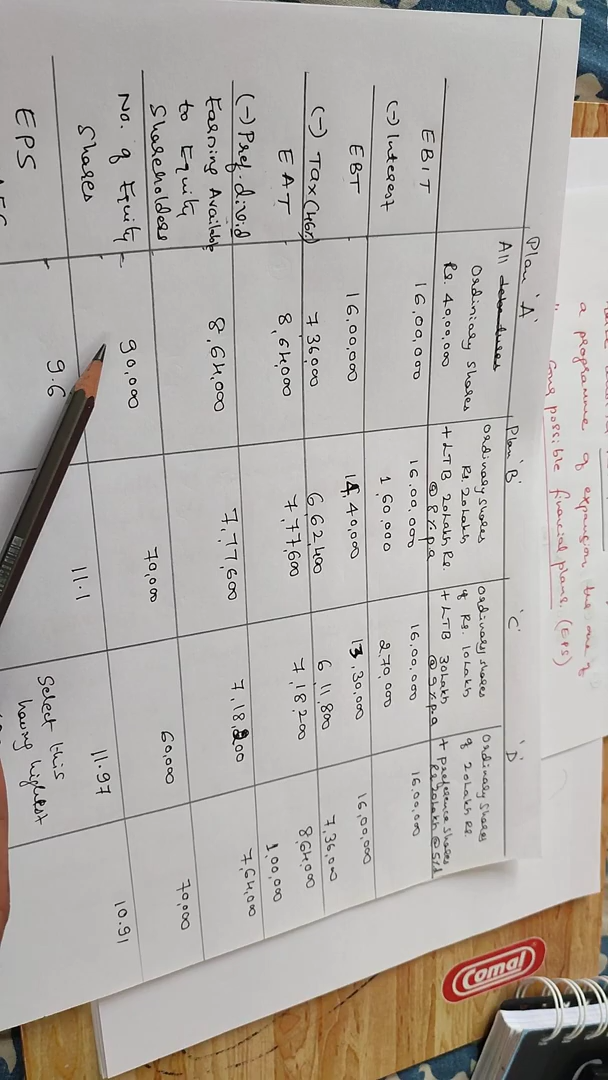 Plan 'A'
All
Ordiniary Shares
Rs. 40,00,000
Plan 'B'
Ordinary Shares
Rs. 20 Lakh
+ LTB 20 Lakh Rs.
@ 8% p.a
'C'
Ordinary Shares
of Rs. 10 Lakh
+ LTB 30 Lakh
@ 9% p.a
'D'
Ordinary Shares
of 20 Lakh Rs.
+ preference Shares
Rs. 20 Lakh @ 5%
EBIT 16,00,000 16,00,000 16,00,000 16,00,000
(-) Interest 1,60,000 2,70,000
EBT 16,00,000 14,40,000 13,30,000 16,00,000
(-) Tax (46%) 7,36,000 6 62,400 6 11,800 7,36,000
EAT 8,64,000 7,77,600 7,18,200 8,64,000
(-) Pref. divid 1,00,000
Earning Available
to Equity
Shareholders 8,64,000 7,77,600 7,18,200 7,64,000
No. of Equity
Shares 90,000 70,000 60,000 70,000
EPS 9.6 11.1 11.97 10.91
Select this
having highest
a programme of expansion the one of
possible financial plans. (EPS)
Camel